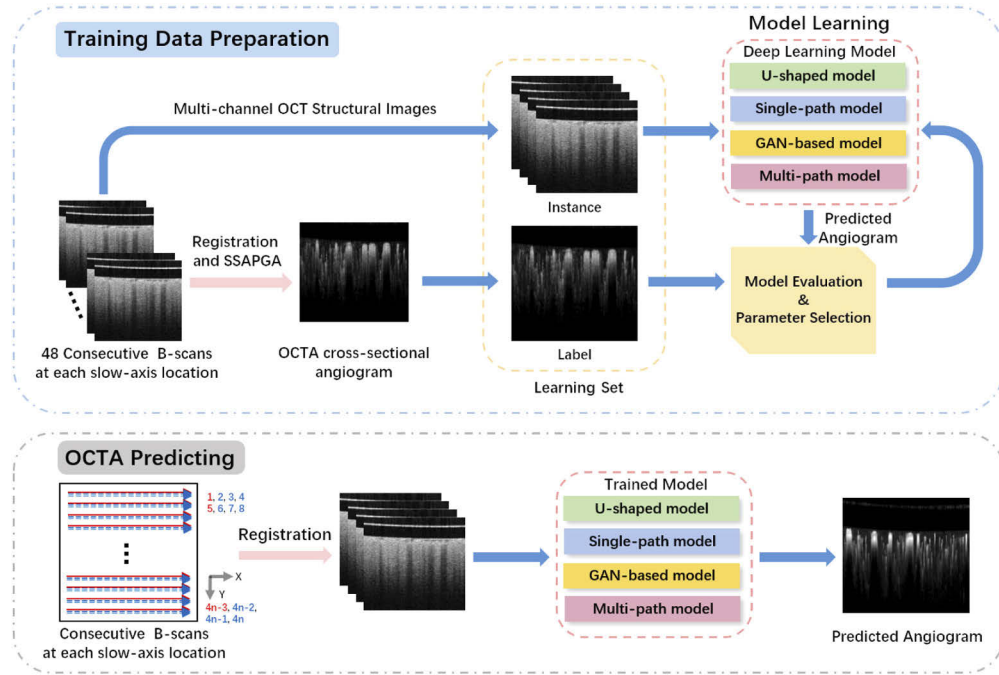 Training Data Preparation
Model Learning
Deep Learning Model
U-shaped model
Single-path model
GAN-based model
Multi-path model
Multi-channel OCT Structural Images
Instance
Registration
and SSAPGA
Predicted
Angiogram
Model Evaluation
&
Parameter Selection
48 Consecutive B-scans
at each slow-axis location
OCTA cross-sectional
angiogram
Label
Learning Set
OCTA Predicting
1, 2, 3, 4
5, 6, 7, 8
X
Y
4n-3, 4n-2,
4n-1, 4n
Consecutive B-scans
at each slow-axis location
Registration
Trained Model
U-shaped model
Single-path model
GAN-based model
Multi-path model
Predicted Angiogram